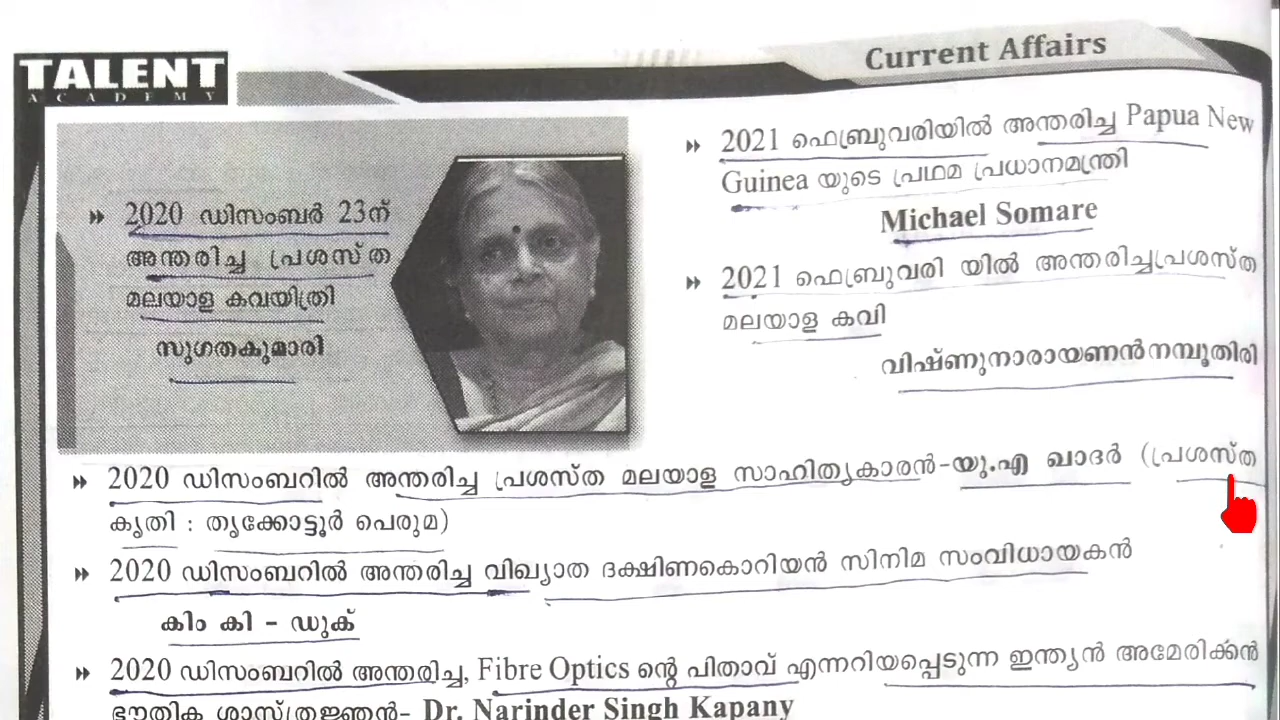 TALENT
ACADEMY
Current Affairs
2020 ഡിസംബർ 23ന്
അന്തരിച്ച പ്രശസ്ത
മലയാള കവയിത്രി
സുഗതകുമാരി
2021 ഫെബ്രുവരിയിൽ അന്തരിച്ച Papua New
Guinea യുടെ പ്രഥമ പ്രധാനമന്ത്രി
Michael Somare
2021 ഫെബ്രുവരി യിൽ അന്തരിച്ചപ്രശസ്ത
മലയാള കവി
വിഷ്ണുനാരായണൻനമ്പൂതിരി
2020 ഡിസംബറിൽ അന്തരിച്ച പ്രശസ്ത മലയാള സാഹിത്യകാരൻ-യു.എ ഖാദർ (പ്രശസ്ത
കൃതി : തൃക്കോട്ടൂർ പെരുമ)
2020 ഡിസംബറിൽ അന്തരിച്ച വിഖ്യാത ദക്ഷിണകൊറിയൻ സിനിമ സംവിധായകൻ
കിം കി - ഡുക്
2020 ഡിസംബറിൽ അന്തരിച്ച, Fibre Optics ന്റെ പിതാവ് എന്നറിയപ്പെടുന്ന ഇന്ത്യൻ അമേരിക്കൻ
ഭൗതിക ശാസ്ത്രജ്ഞൻ- Dr. Narinder Singh Kapany